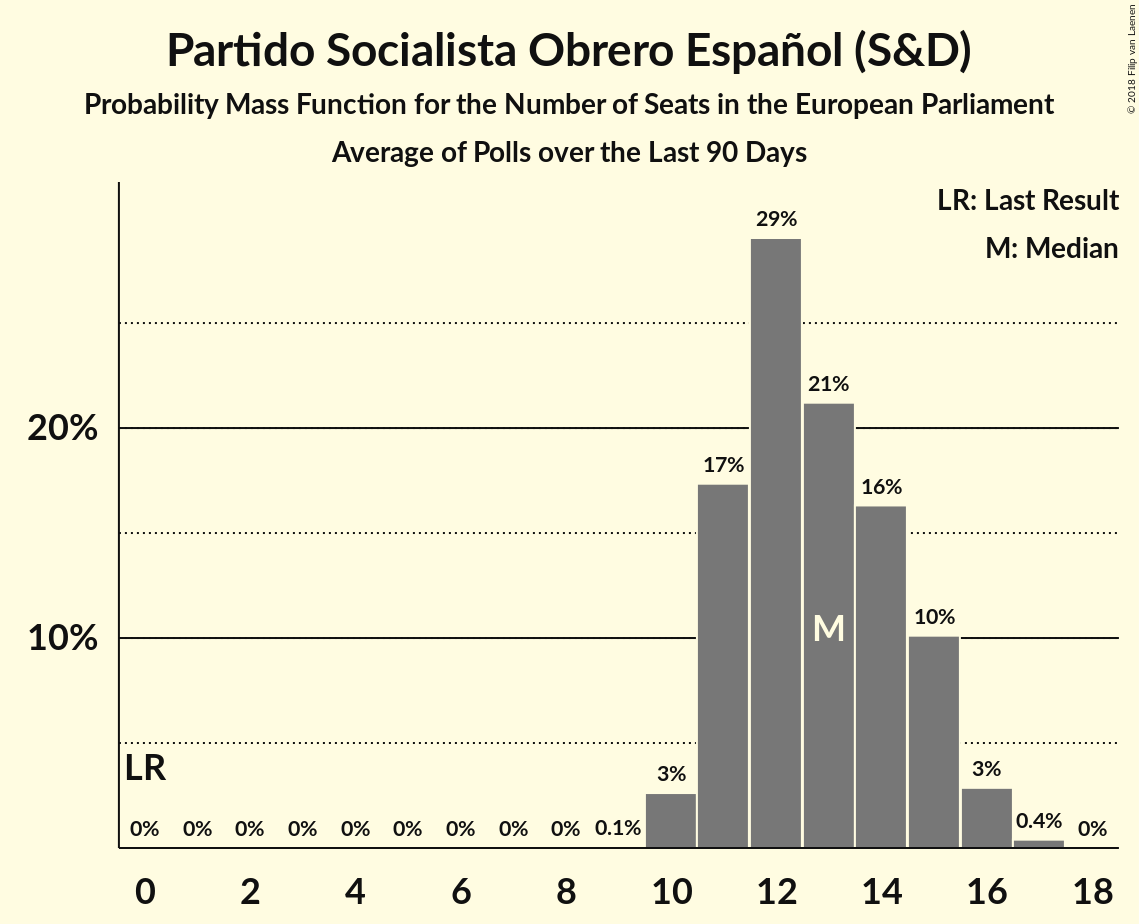 Partido Socialista Obrero Español (S&D)
Probability Mass Function for the Number of Seats in the European Parliament
Average of Polls over the Last 90 Days
© 2018 Filip van Laenen
LR: Last Result
M: Median
29%
21%
20%
17%
16%
M
10%
10%
LR
3%
3%
0% 0% 0% 0% 0% 0% 0% 0% 0% 0.1% 0.4% 0%
0 2 4 6 8 10 12 14 16 18